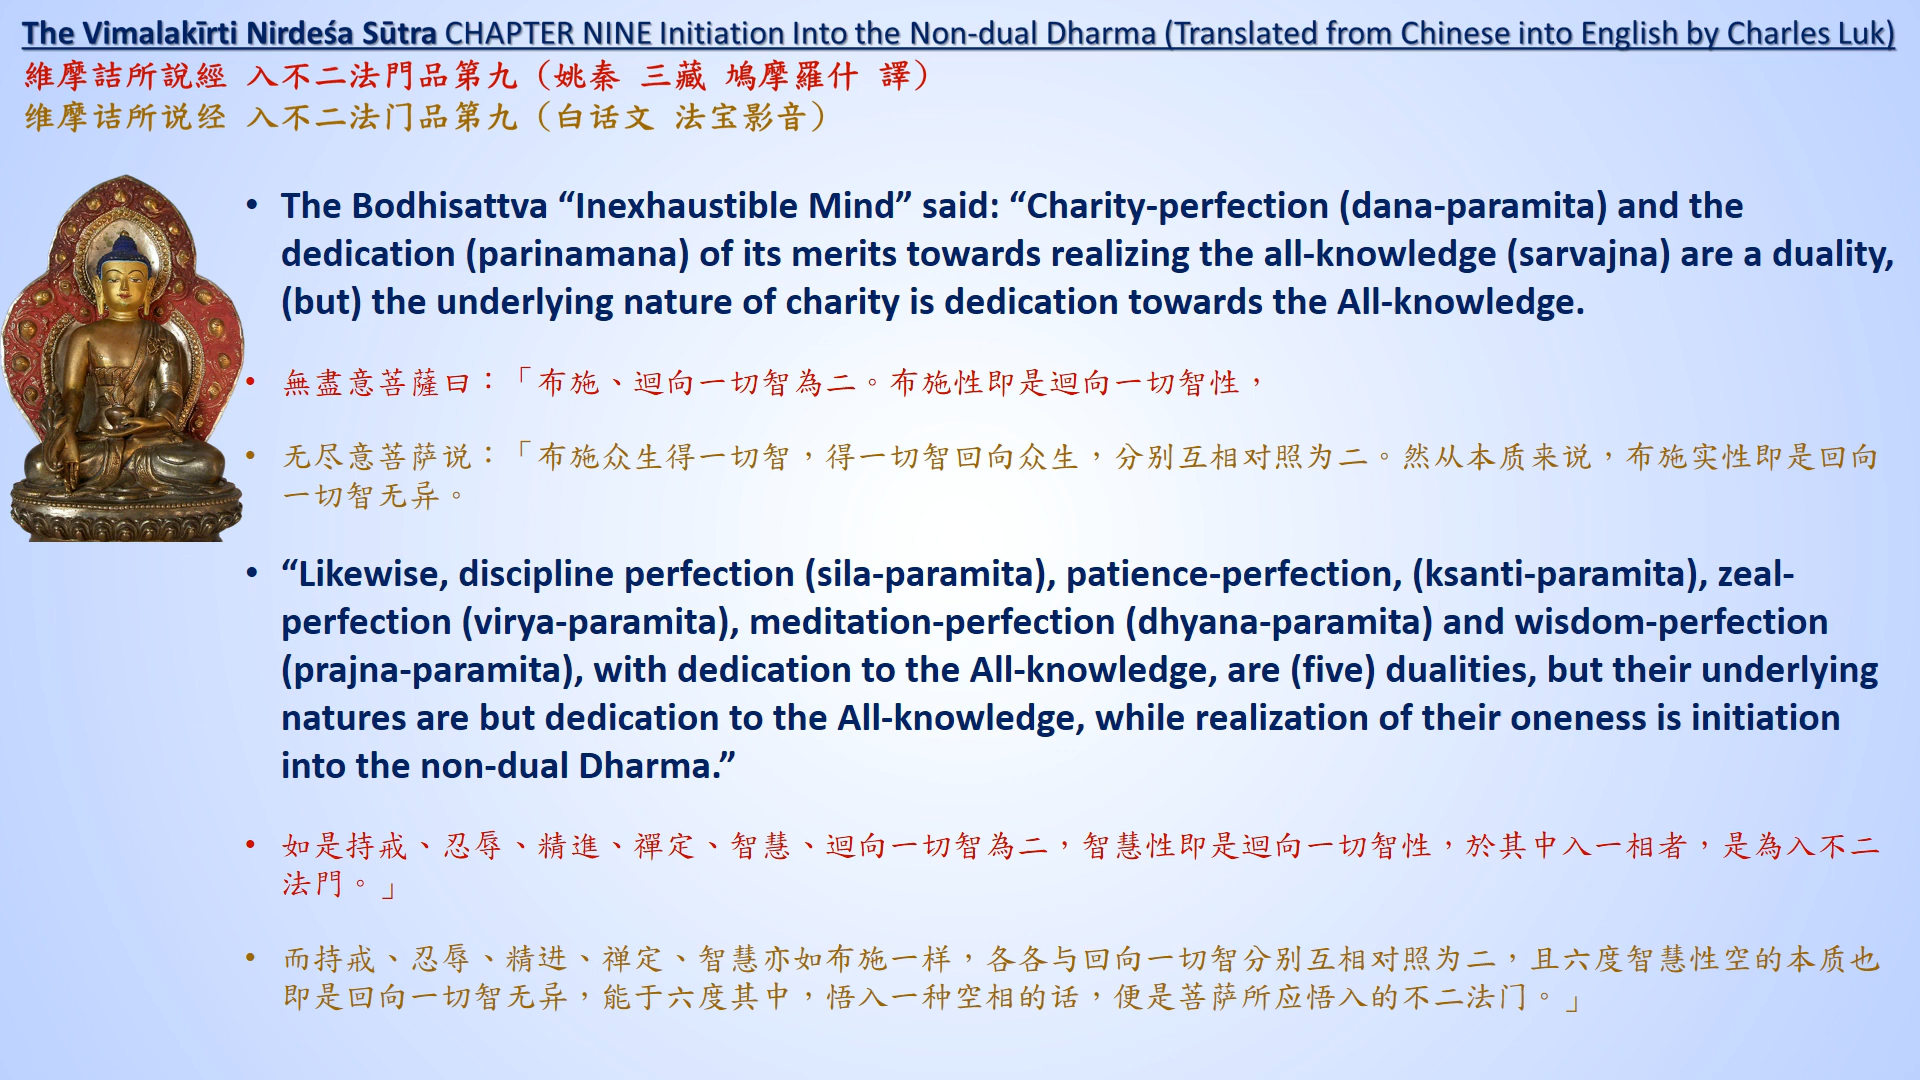 The Vimalakīrti Nirdeśa Sūtra CHAPTER NINE Initiation Into the Non-dual Dharma (Translated from Chinese into English by Charles Luk)
維摩詰所說經 入不二法門品第九（姚秦 三藏 鳩摩羅什 譯）
维摩诘所说经 入不二法门品第九（白话文 法宝影音）
• The Bodhisattva “Inexhaustible Mind” said: “Charity-perfection (dana-paramita) and the
dedication (parinamana) of its merits towards realizing the all-knowledge (sarvajna) are a duality,
(but) the underlying nature of charity is dedication towards the All-knowledge.
• 無盡意菩薩曰：「布施、迴向一切智為二。布施性即是迴向一切智性，
• 无尽意菩萨说：「布施众生得一切智，得一切智回向众生，分别互相对照为二。然从本质来说，布施实性即是回向
一切智无异。
• “Likewise, discipline perfection (sila-paramita), patience-perfection, (ksanti-paramita), zeal-
perfection (virya-paramita), meditation-perfection (dhyana-paramita) and wisdom-perfection
(prajna-paramita), with dedication to the All-knowledge, are (five) dualities, but their underlying
natures are but dedication to the All-knowledge, while realization of their oneness is initiation
into the non-dual Dharma.”
• 如是持戒、忍辱、精進、禪定、智慧、迴向一切智為二，智慧性即是迴向一切智性，於其中入一相者，是為入不二
法門。」
• 而持戒、忍辱、精进、禅定、智慧亦如布施一样，各各与回向一切智分别互相对照为二，且六度智慧性空的本质也
即是回向一切智无异，能于六度其中，悟入一种空相的话，便是菩萨所应悟入的不二法门。」